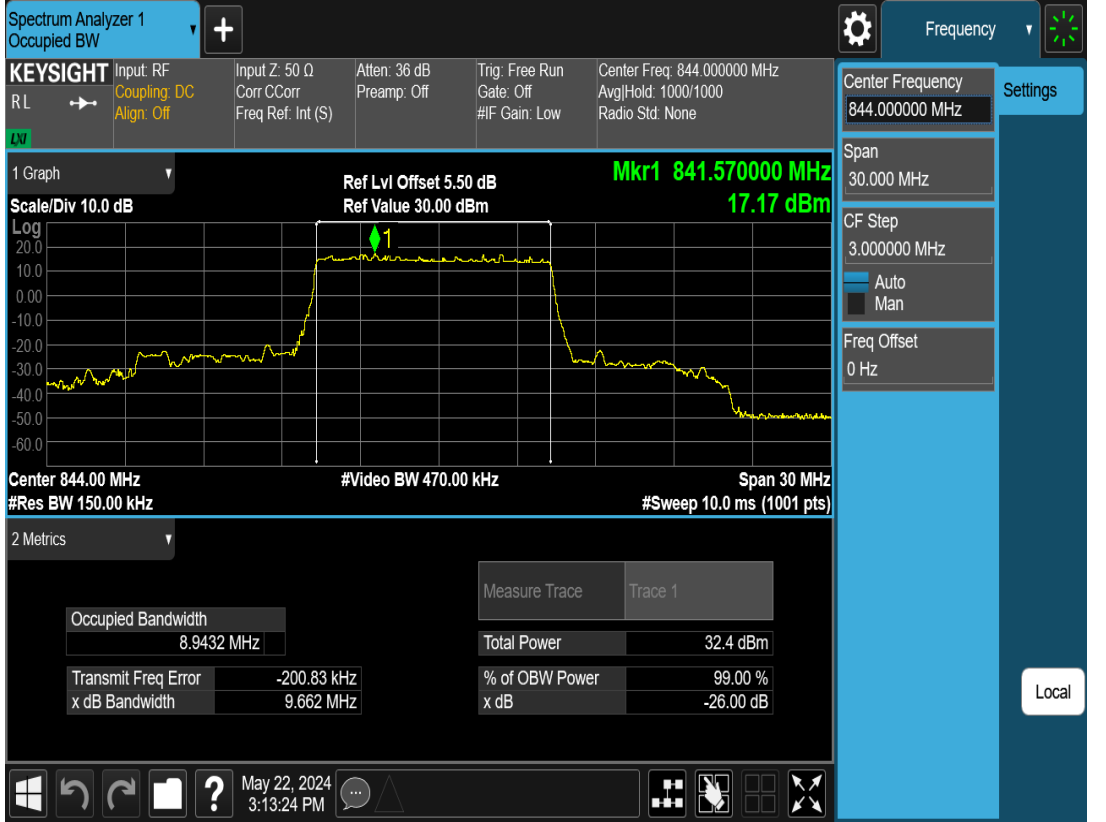 Spectrum Analyzer 1
Occupied BW
+
Frequency
KEYSIGHT
RL
LXI
Input: RF
Coupling: DC
Align: Off
Input Z: 50 Ω
Corr CCorr
Freq Ref: Int (S)
Atten: 36 dB
Preamp: Off
Trig: Free Run
Gate: Off
#IF Gain: Low
Center Freq: 844.000000 MHz
Avg|Hold: 1000/1000
Radio Std: None
1 Graph
Scale/Div 10.0 dB
Ref Lvl Offset 5.50 dB
Ref Value 30.00 dBm
Mkr1 841.570000 MHz
17.17 dBm
Log
20.0
10.0
0.00
-10.0
-20.0
-30.0
-40.0
-50.0
-60.0
1
Center 844.00 MHz
#Res BW 150.00 kHz
#Video BW 470.00 kHz
Span 30 MHz
#Sweep 10.0 ms (1001 pts)
2 Metrics
Measure Trace Trace 1
Occupied Bandwidth
8.9432 MHz
Total Power 32.4 dBm
Transmit Freq Error -200.83 kHz
x dB Bandwidth 9.662 MHz
% of OBW Power 99.00 %
x dB -26.00 dB
Center Frequency
844.000000 MHz
Settings
Span
30.000 MHz
CF Step
3.000000 MHz
Auto
Man
Freq Offset
0 Hz
Local
?
May 22, 2024
3:13:24 PM